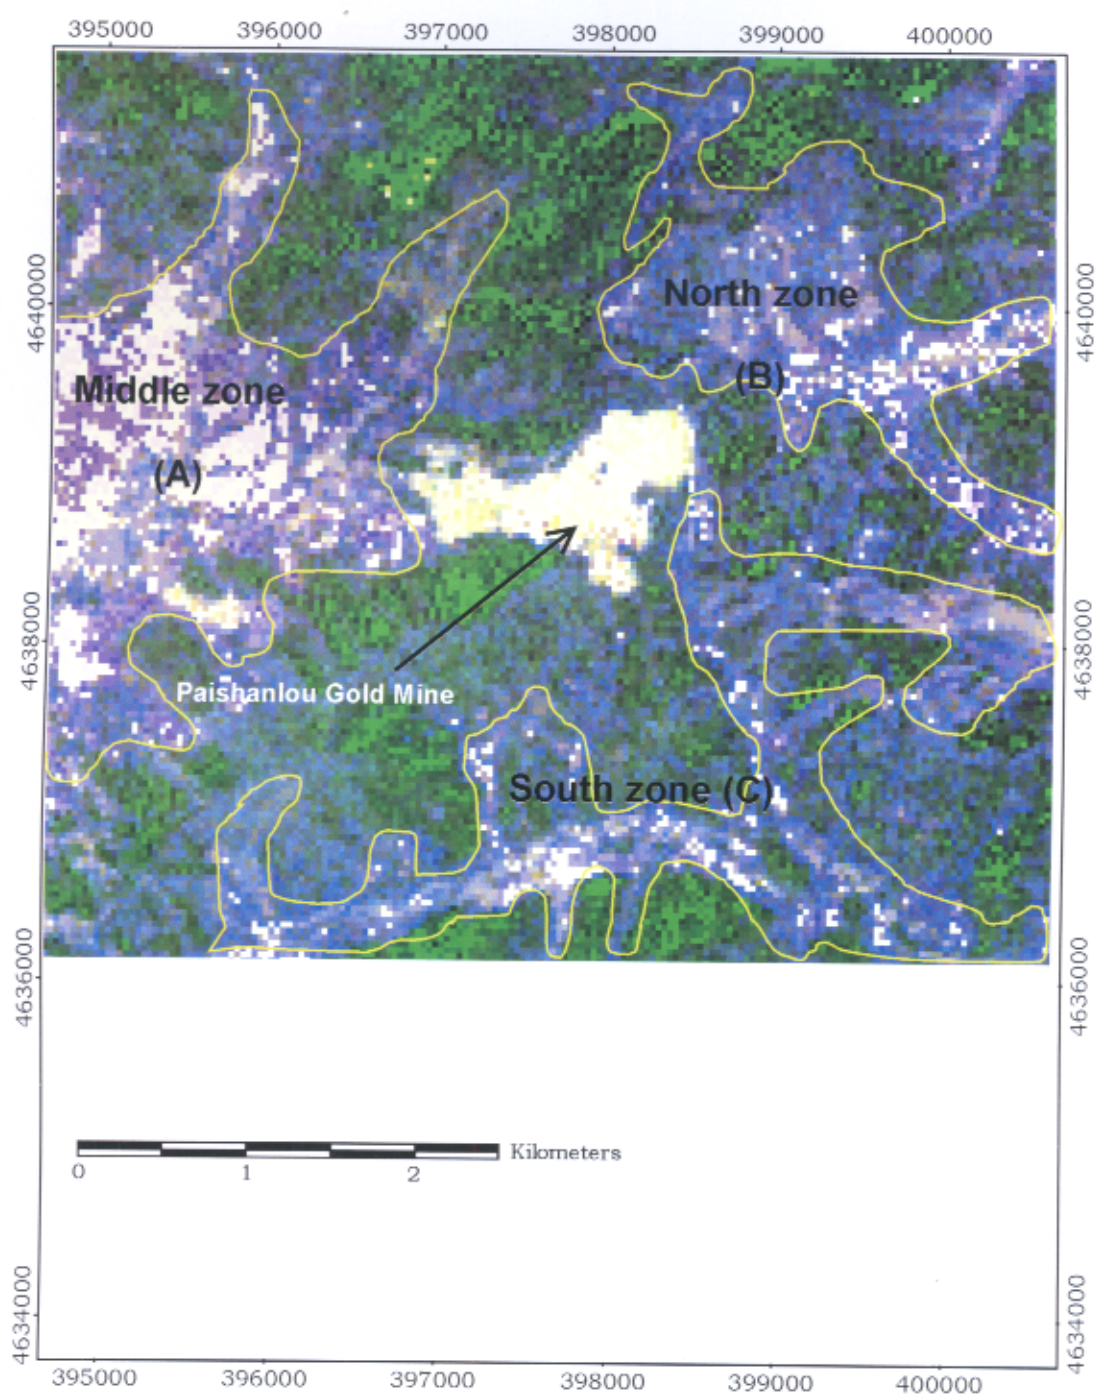 395000 396000 397000 398000 399000 400000
4640000
4640000
North zone
(B)
Middle zone
(A)
4638000
4638000
Paishanlou Gold Mine
South zone (C)
4636000
4636000
Kilometers
0 1 2
4634000
4634000
395000 396000 397000 398000 399000 400000